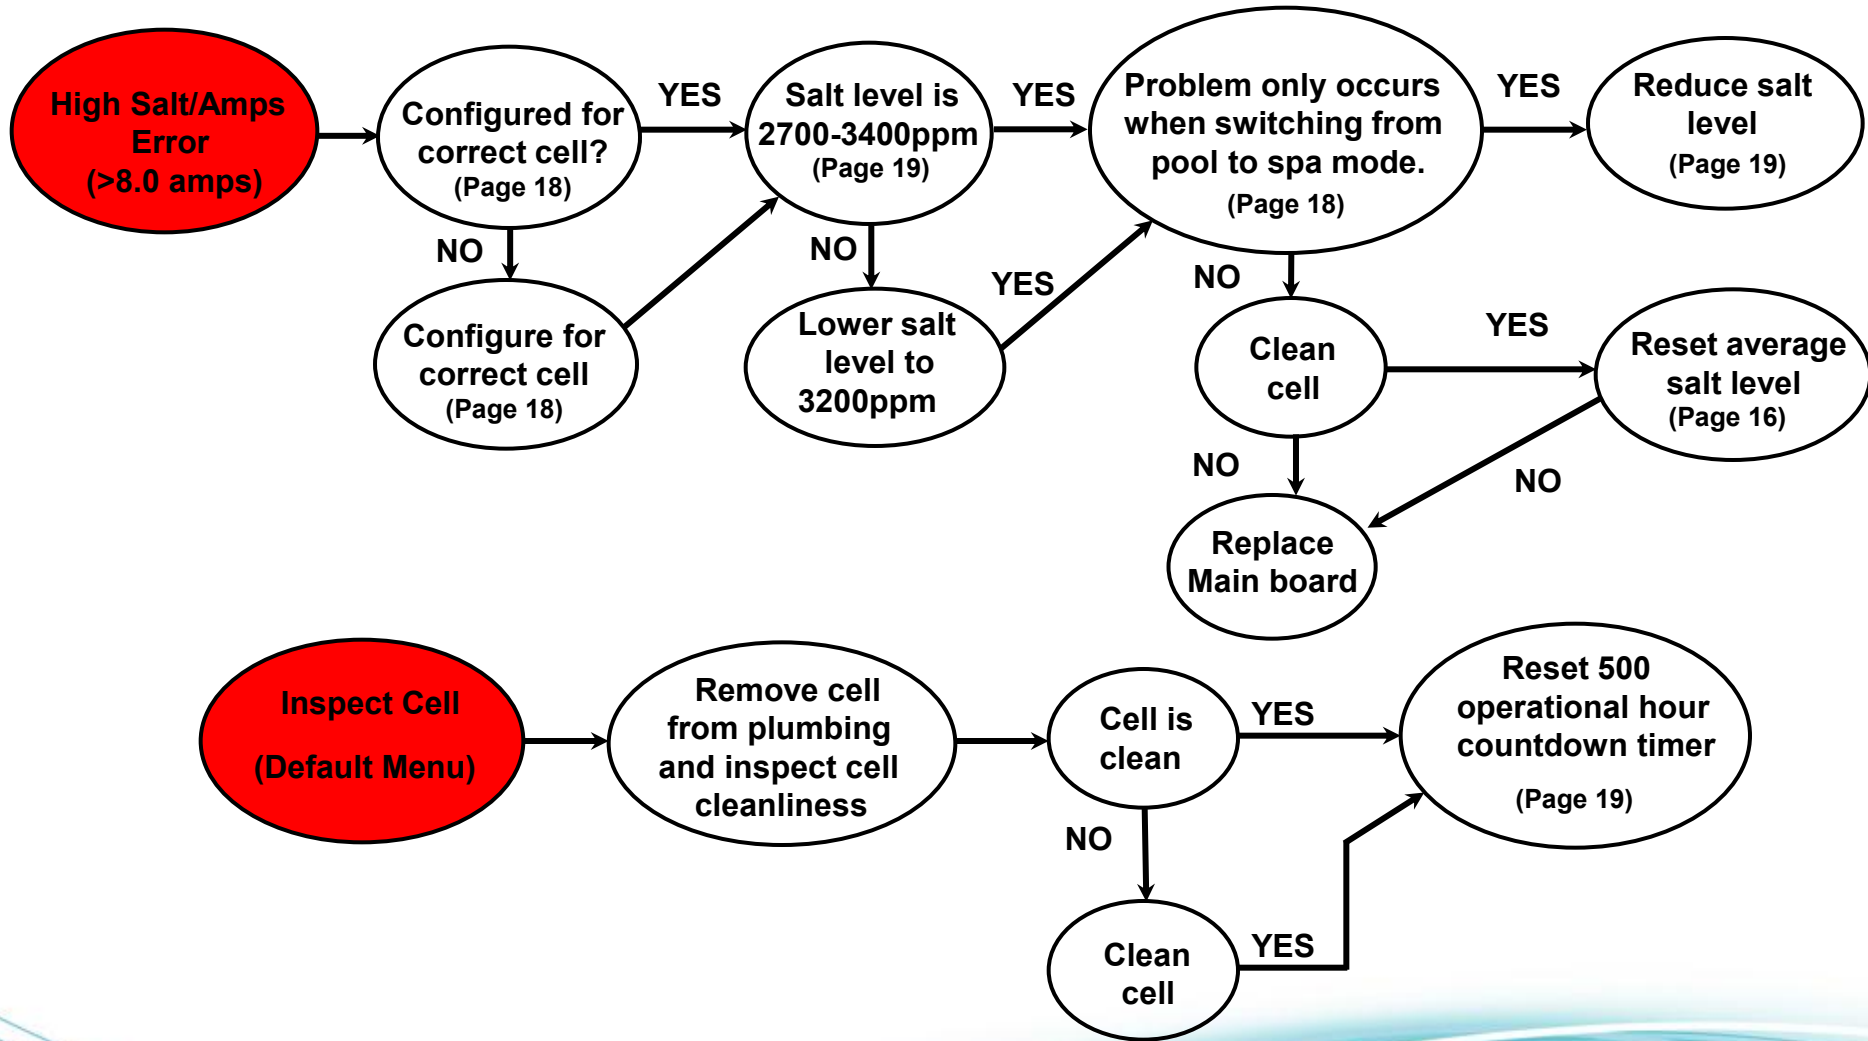 High Salt/Amps
Error
(>8.0 amps)
Configured for
correct cell?
(Page 18)
YES
NO
Configure for
correct cell
(Page 18)
Salt level is
2700-3400ppm
(Page 19)
YES
NO
Lower salt
level to
3200ppm
YES
Problem only occurs
when switching from
pool to spa mode.
(Page 18)
YES
Reduce salt
level
(Page 19)
NO
Clean
cell
YES
Reset average
salt level
(Page 16)
NO
NO
Replace
Main board
Inspect Cell
(Default Menu)
Remove cell
from plumbing
and inspect cell
cleanliness
Cell is
clean
YES
Reset 500
operational hour
countdown timer
(Page 19)
NO
Clean
cell
YES